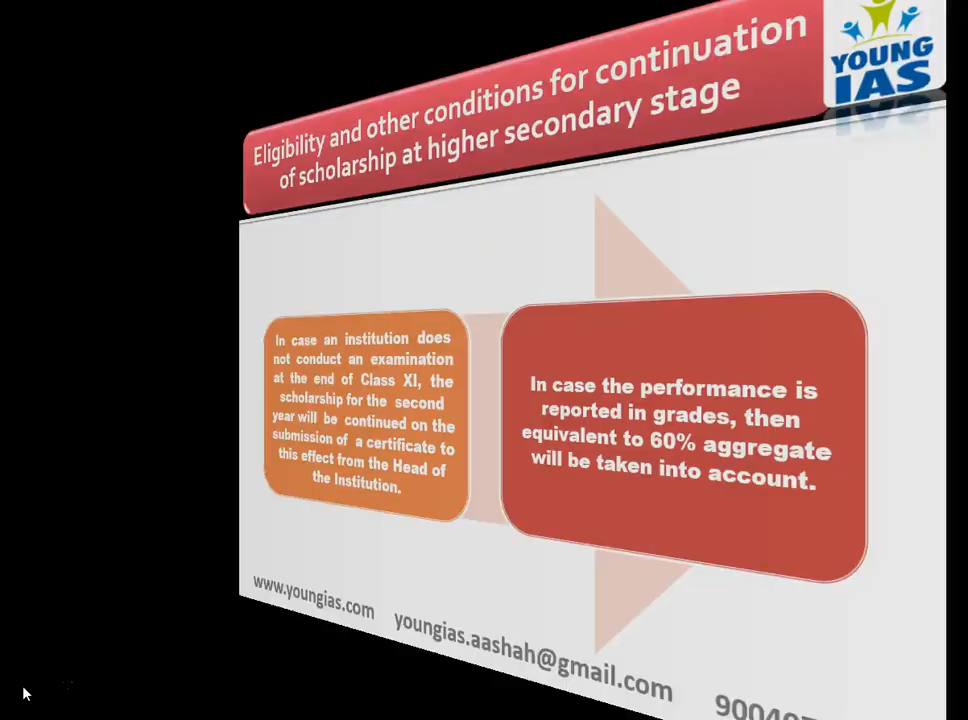 Eligibility and other conditions for continuation
of scholarship at higher secondary stage
YOUNG
IAS
In case an institution does
not conduct an examination
at the end of Class XI, the
scholarship for the second
year will be continued on the
submission of a certificate to
this effect from the Head of
the Institution.
In case the performance is
reported in grades, then
equivalent to 60% aggregate
will be taken into account.
www.youngias.com
youngias.aashah@gmail.com